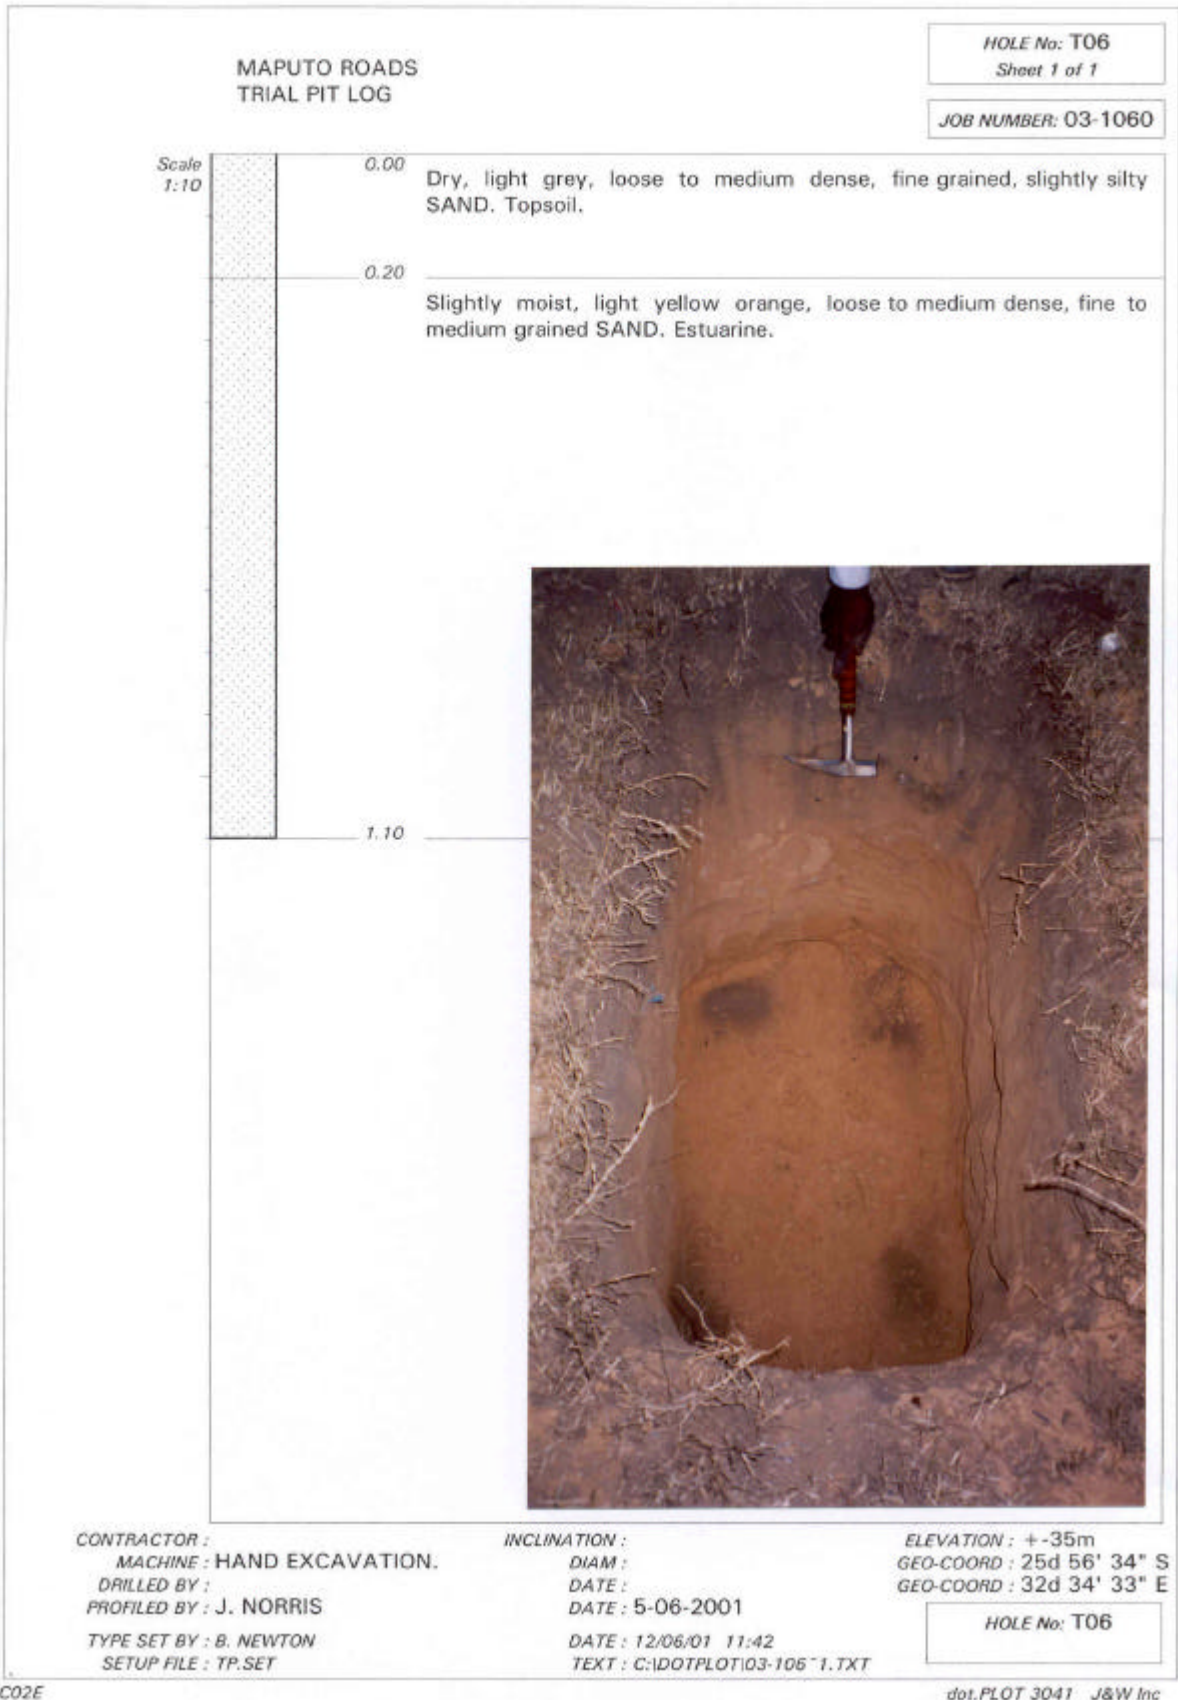 MAPUTO ROADS
TRIAL PIT LOG
HOLE No: T06
Sheet 1 of 1
JOB NUMBER: 03-1060
Scale
1:10
0.00
Dry, light grey, loose to medium dense, fine grained, slightly silty
SAND. Topsoil.
0.20
Slightly moist, light yellow orange, loose to medium dense, fine to
medium grained SAND. Estuarine.
1.10
CONTRACTOR :
MACHINE : HAND EXCAVATION.
DRILLED BY :
PROFILED BY : J. NORRIS
TYPE SET BY : B. NEWTON
SETUP FILE : TP.SET
INCLINATION :
DIAM :
DATE :
DATE : 5-06-2001
DATE : 12/06/01 11:42
TEXT : C:\DOTPLOT\03-106~1.TXT
ELEVATION : +-35m
GEO-COORD : 25d 56' 34" S
GEO-COORD : 32d 34' 33" E
HOLE No: T06
C02E
dot.PLOT 3041 J&W Inc